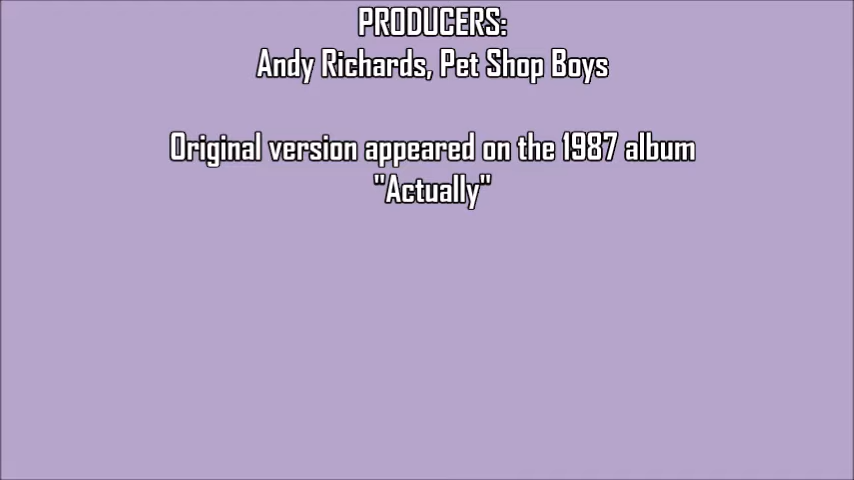 PRODUCERS:
Andy Richards, Pet Shop Boys
Original version appeared on the 1987 album
"Actually"